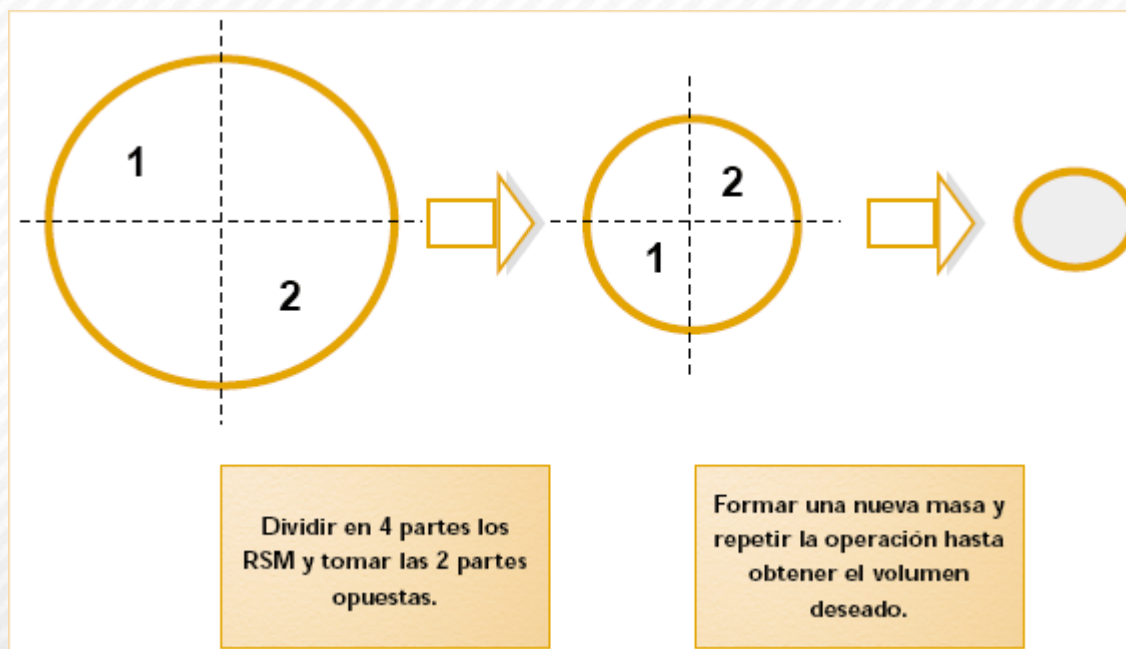 1
2
2
1
Dividir en 4 partes los
RSM y tomar las 2 partes
opuestas.
Formar una nueva masa y
repetir la operación hasta
obtener el volumen
deseado.